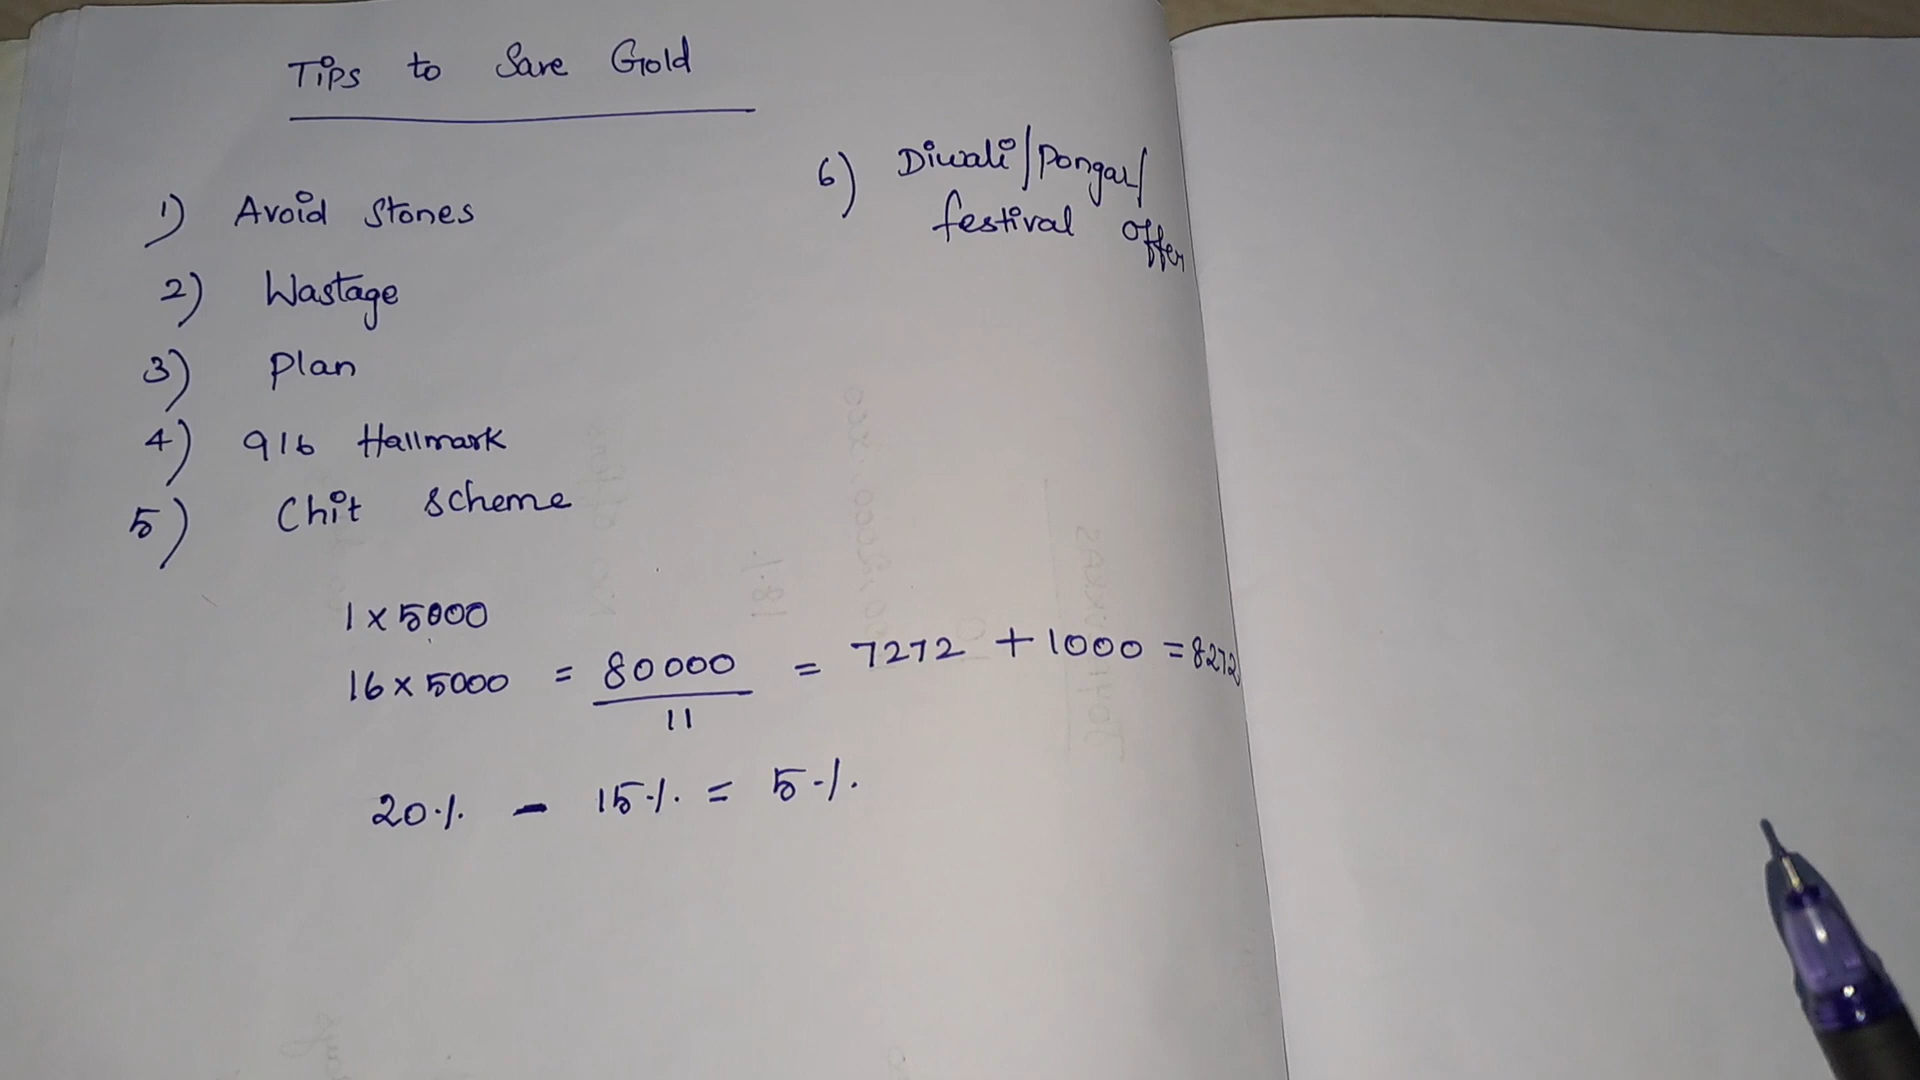 Tips to Save Gold
1) Avoid Stones
2) Wastage
3) Plan
4) 916 Hallmark
5) Chit Scheme
1 x 5000
16 x 5000 = 80000/11 = 7272 + 1000 = 8272
20% - 15% = 5%
6) Diwali/Pongal/
festival offer